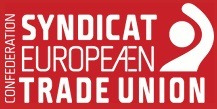 CONFEDERATION
SYNDICAT
EUROPEÆN
TRADE UNION